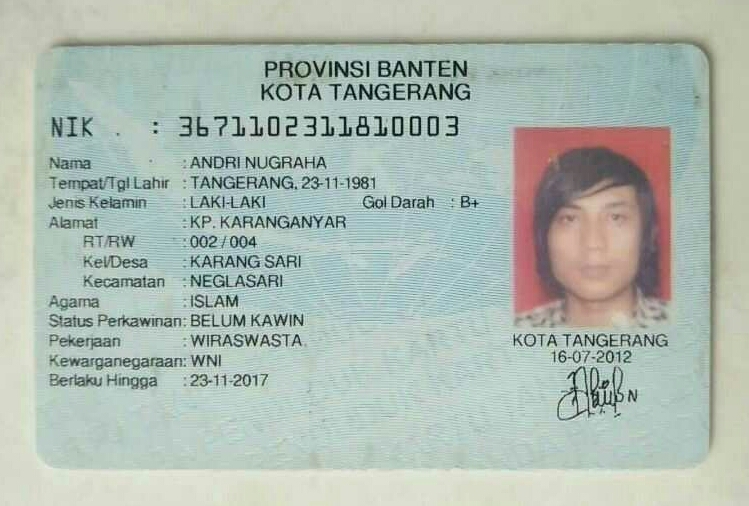 PROVINSI BANTEN
KOTA TANGERANG
NIK : 3671102311810003
Nama : ANDRI NUGRAHA
Tempat/Tgl Lahir : TANGERANG, 23-11-1981
Jenis Kelamin : LAKI-LAKI Gol Darah : B+
Alamat : KP. KARANGANYAR
RT/RW : 002 / 004
Kel/Desa : KARANG SARI
Kecamatan : NEGLASARI
Agama : ISLAM
Status Perkawinan: BELUM KAWIN
Pekerjaan : WIRASWASTA
Kewarganegaraan: WNI
Berlaku Hingga : 23-11-2017
KOTA TANGERANG
16-07-2012